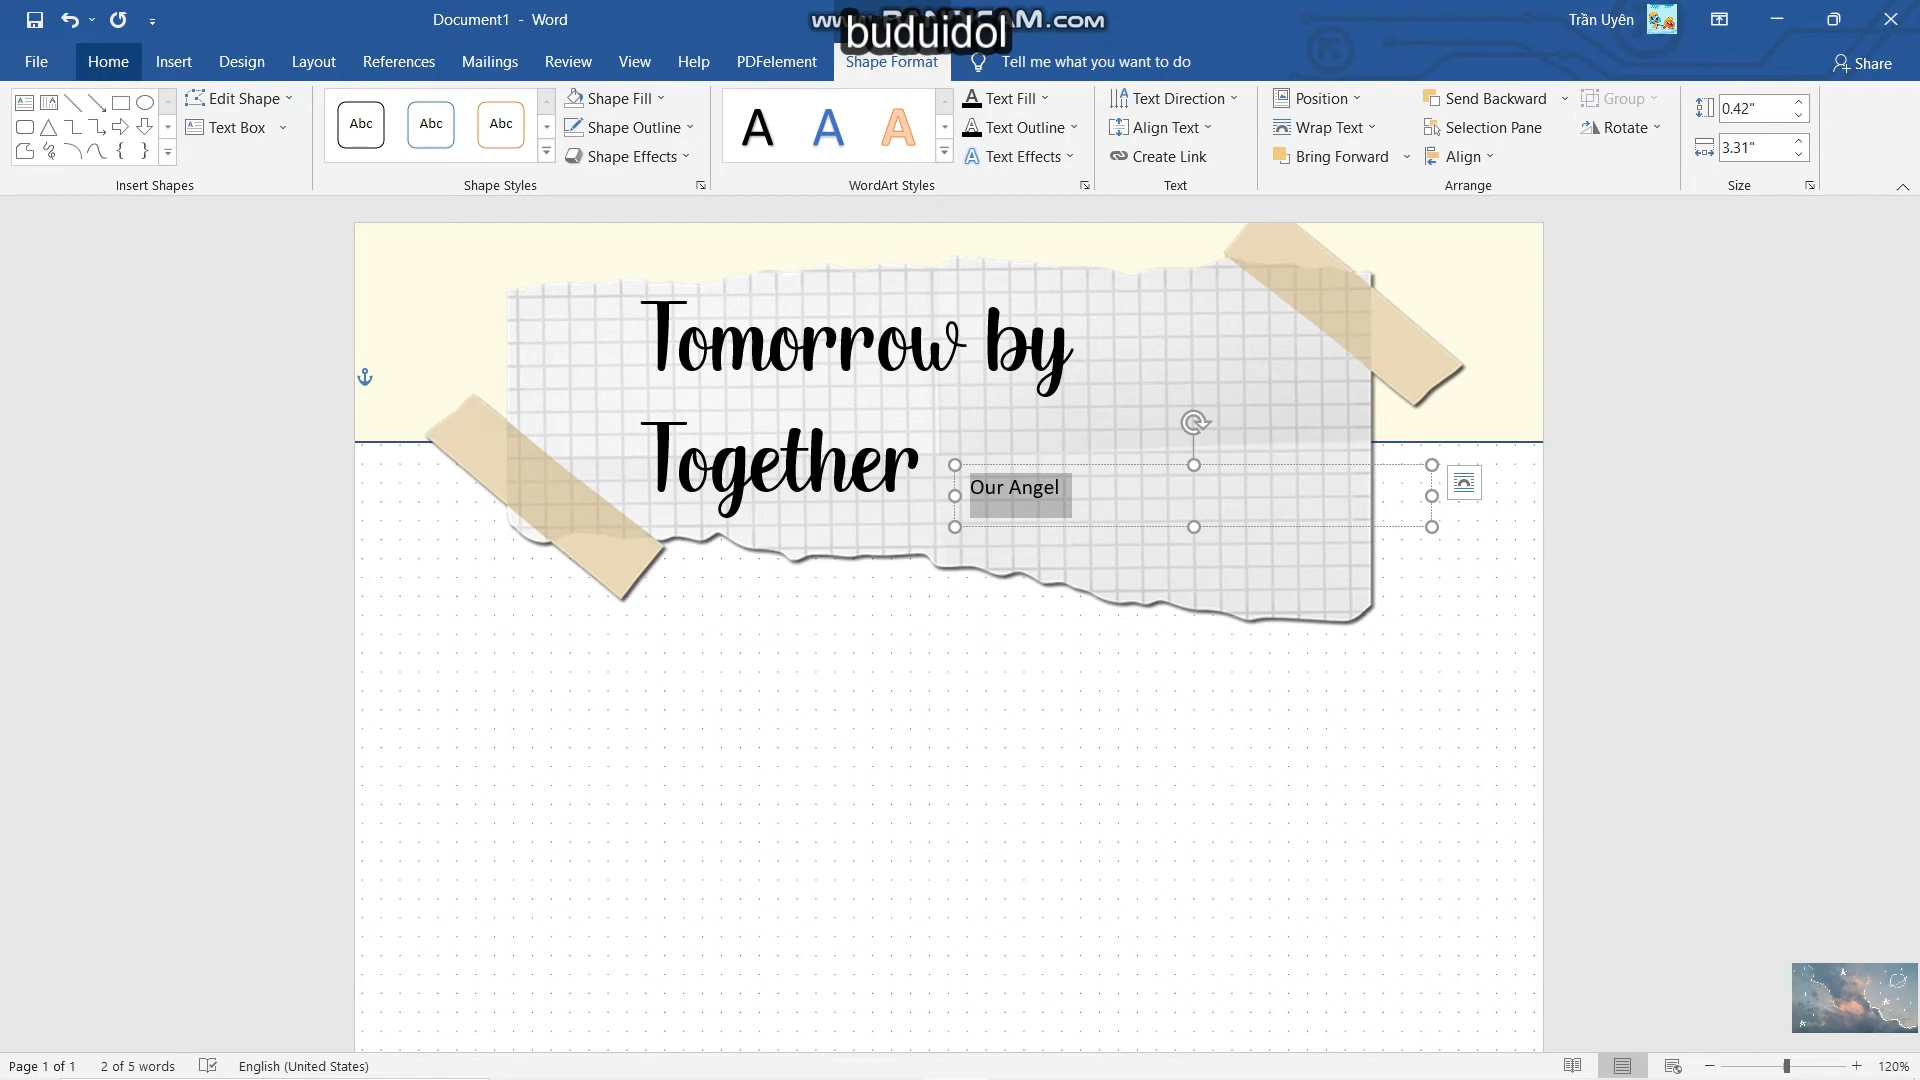 Document1 - Word
buduidol
Trần Uyên
File Home Insert Design Layout References Mailings Review View Help PDFelement Shape Format Tell me what you want to do Share
Edit Shape
Text Box
Insert Shapes
Abc Abc Abc
Shape Fill
Shape Outline
Shape Effects
Shape Styles
A A A
Text Fill
Text Outline
Text Effects
WordArt Styles
Text Direction
Align Text
Create Link
Text
Position
Wrap Text
Bring Forward
Send Backward
Selection Pane
Align
Group
Rotate
Arrange
0.42"
3.31"
Size
Tomorrow by
Together
Our Angel
Page 1 of 1 2 of 5 words English (United States) 120%